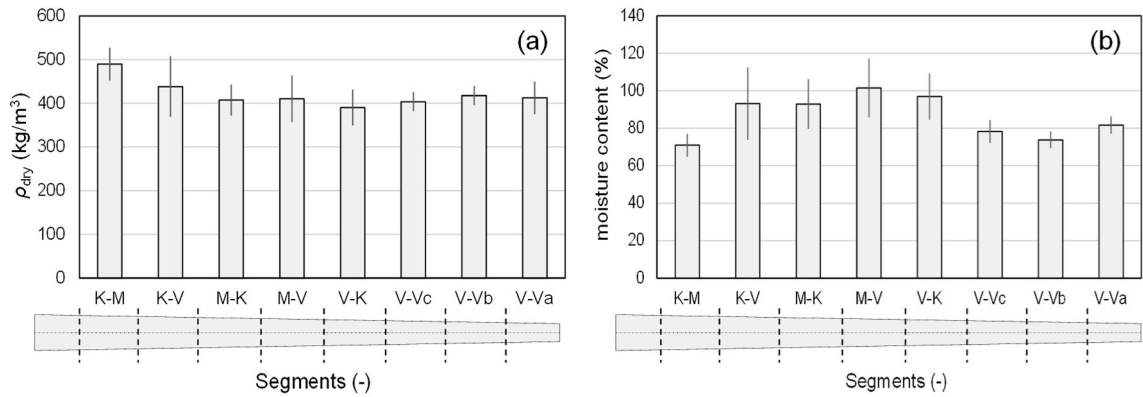 (a)
ρdry (kg/m³)
600
500
400
300
200
100
0
K-M K-V M-K M-V V-K V-Vc V-Vb V-Va
Segments (-)
(b)
moisture content (%)
140
120
100
80
60
40
20
0
K-M K-V M-K M-V V-K V-Vc V-Vb V-Va
Segments (-)